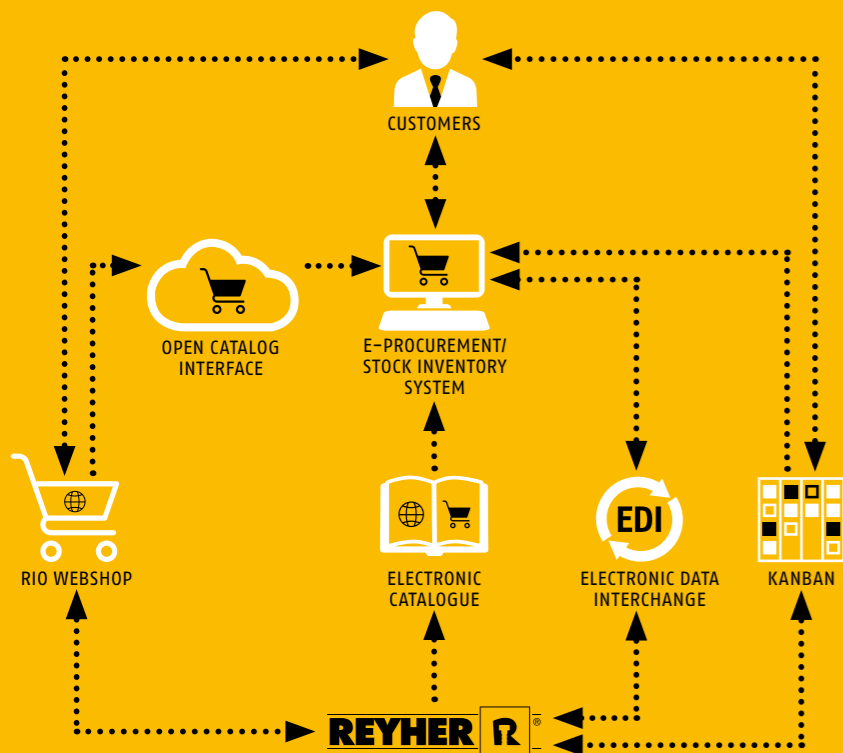 CUSTOMERS
OPEN CATALOG
INTERFACE
E-PROCUREMENT/
STOCK INVENTORY
SYSTEM
EDI
RIO WEBSHOP
ELECTRONIC
CATALOGUE
ELECTRONIC DATA
INTERCHANGE
KANBAN
REYHER R ®